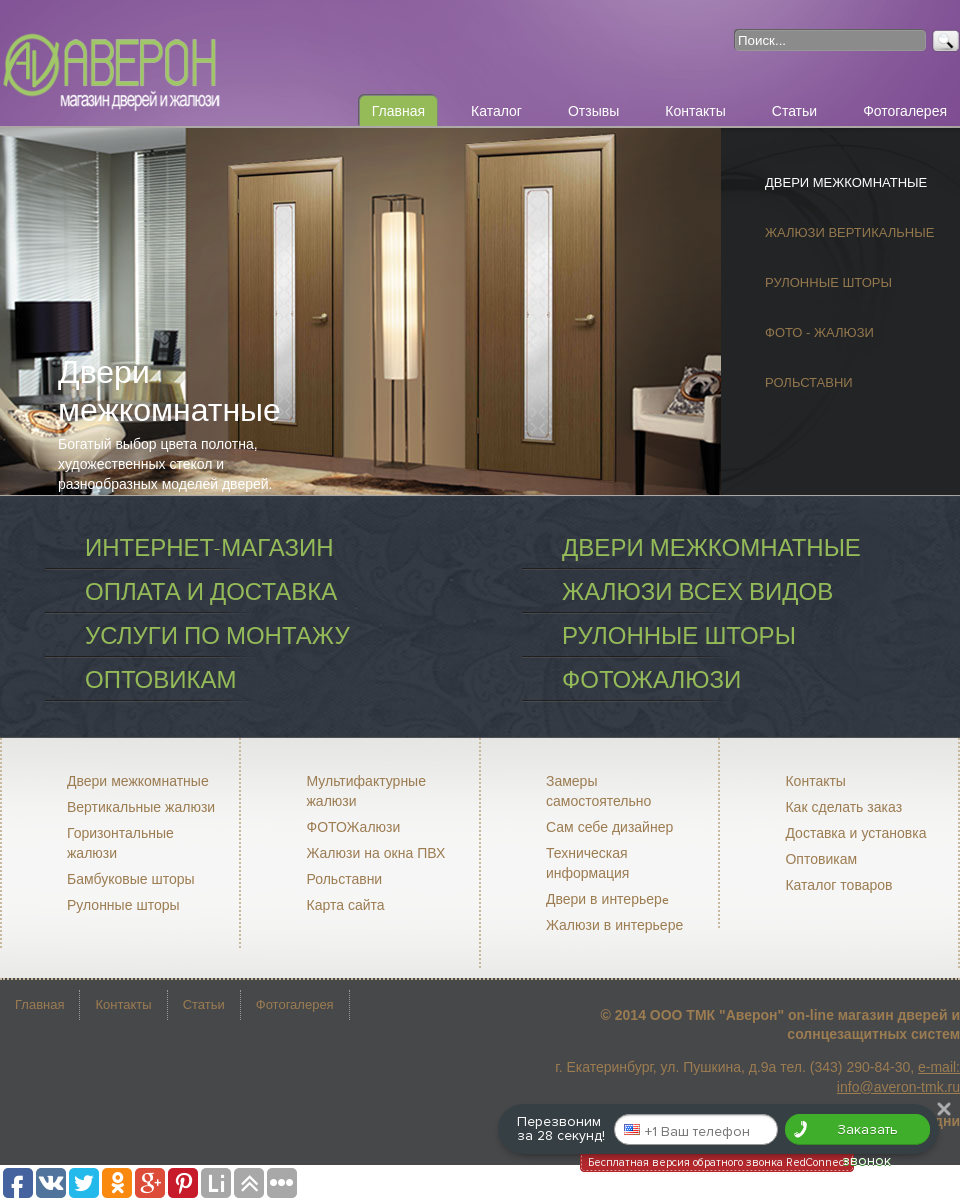 АВЕРОН
магазин дверей и жалюзи
Поиск...
Главная
Каталог
Отзывы
Контакты
Статьи
Фотогалерея
Двери
межкомнатные
Богатый выбор цвета полотна,
художественных стекол и
разнообразных моделей дверей.
ДВЕРИ МЕЖКОМНАТНЫЕ
ЖАЛЮЗИ ВЕРТИКАЛЬНЫЕ
РУЛОННЫЕ ШТОРЫ
ФОТО - ЖАЛЮЗИ
РОЛЬСТАВНИ
ИНТЕРНЕТ-МАГАЗИН
ОПЛАТА И ДОСТАВКА
УСЛУГИ ПО МОНТАЖУ
ОПТОВИКАМ
ДВЕРИ МЕЖКОМНАТНЫЕ
ЖАЛЮЗИ ВСЕХ ВИДОВ
РУЛОННЫЕ ШТОРЫ
ФОТОЖАЛЮЗИ
Двери межкомнатные
Вертикальные жалюзи
Горизонтальные
жалюзи
Бамбуковые шторы
Рулонные шторы
Мультифактурные
жалюзи
ФОТОЖалюзи
Жалюзи на окна ПВХ
Рольставни
Карта сайта
Замеры
самостоятельно
Сам себе дизайнер
Техническая
информация
Двери в интерьере
Жалюзи в интерьере
Контакты
Как сделать заказ
Доставка и установка
Оптовикам
Каталог товаров
Главная
Контакты
Статьи
Фотогалерея
© 2014 ООО ТМК "Аверон" on-line магазин дверей и
солнцезащитных систем
г. Екатеринбург, ул. Пушкина, д.9а тел. (343) 290-84-30, e-mail:
info@averon-tmk.ru
Перезвоним
за 28 секунд!
+1 Ваш телефон
Заказать
звонок
Бесплатная версия обратного звонка RedConnect